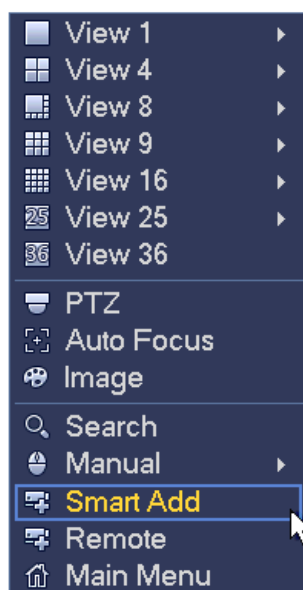 View 1
View 4
View 8
View 9
View 16
25 View 25
36 View 36
PTZ
Auto Focus
Image
Search
Manual
Smart Add
Remote
Main Menu